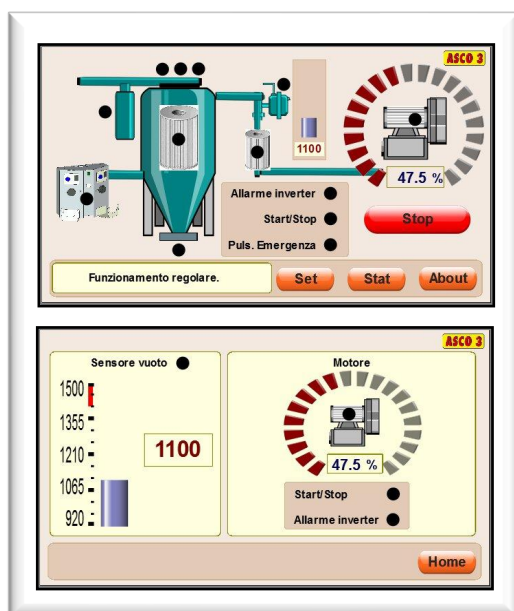 ASCO 3
1100
47.5 %
Allarme inverter
Start/Stop
Puls. Emergenza
Stop
Funzionamento regolare.
Set
Stat
About
ASCO 3
Sensore vuoto
Motore
1500
1355
1210
1065
920
1100
47.5 %
Start/Stop
Allarme inverter
Home